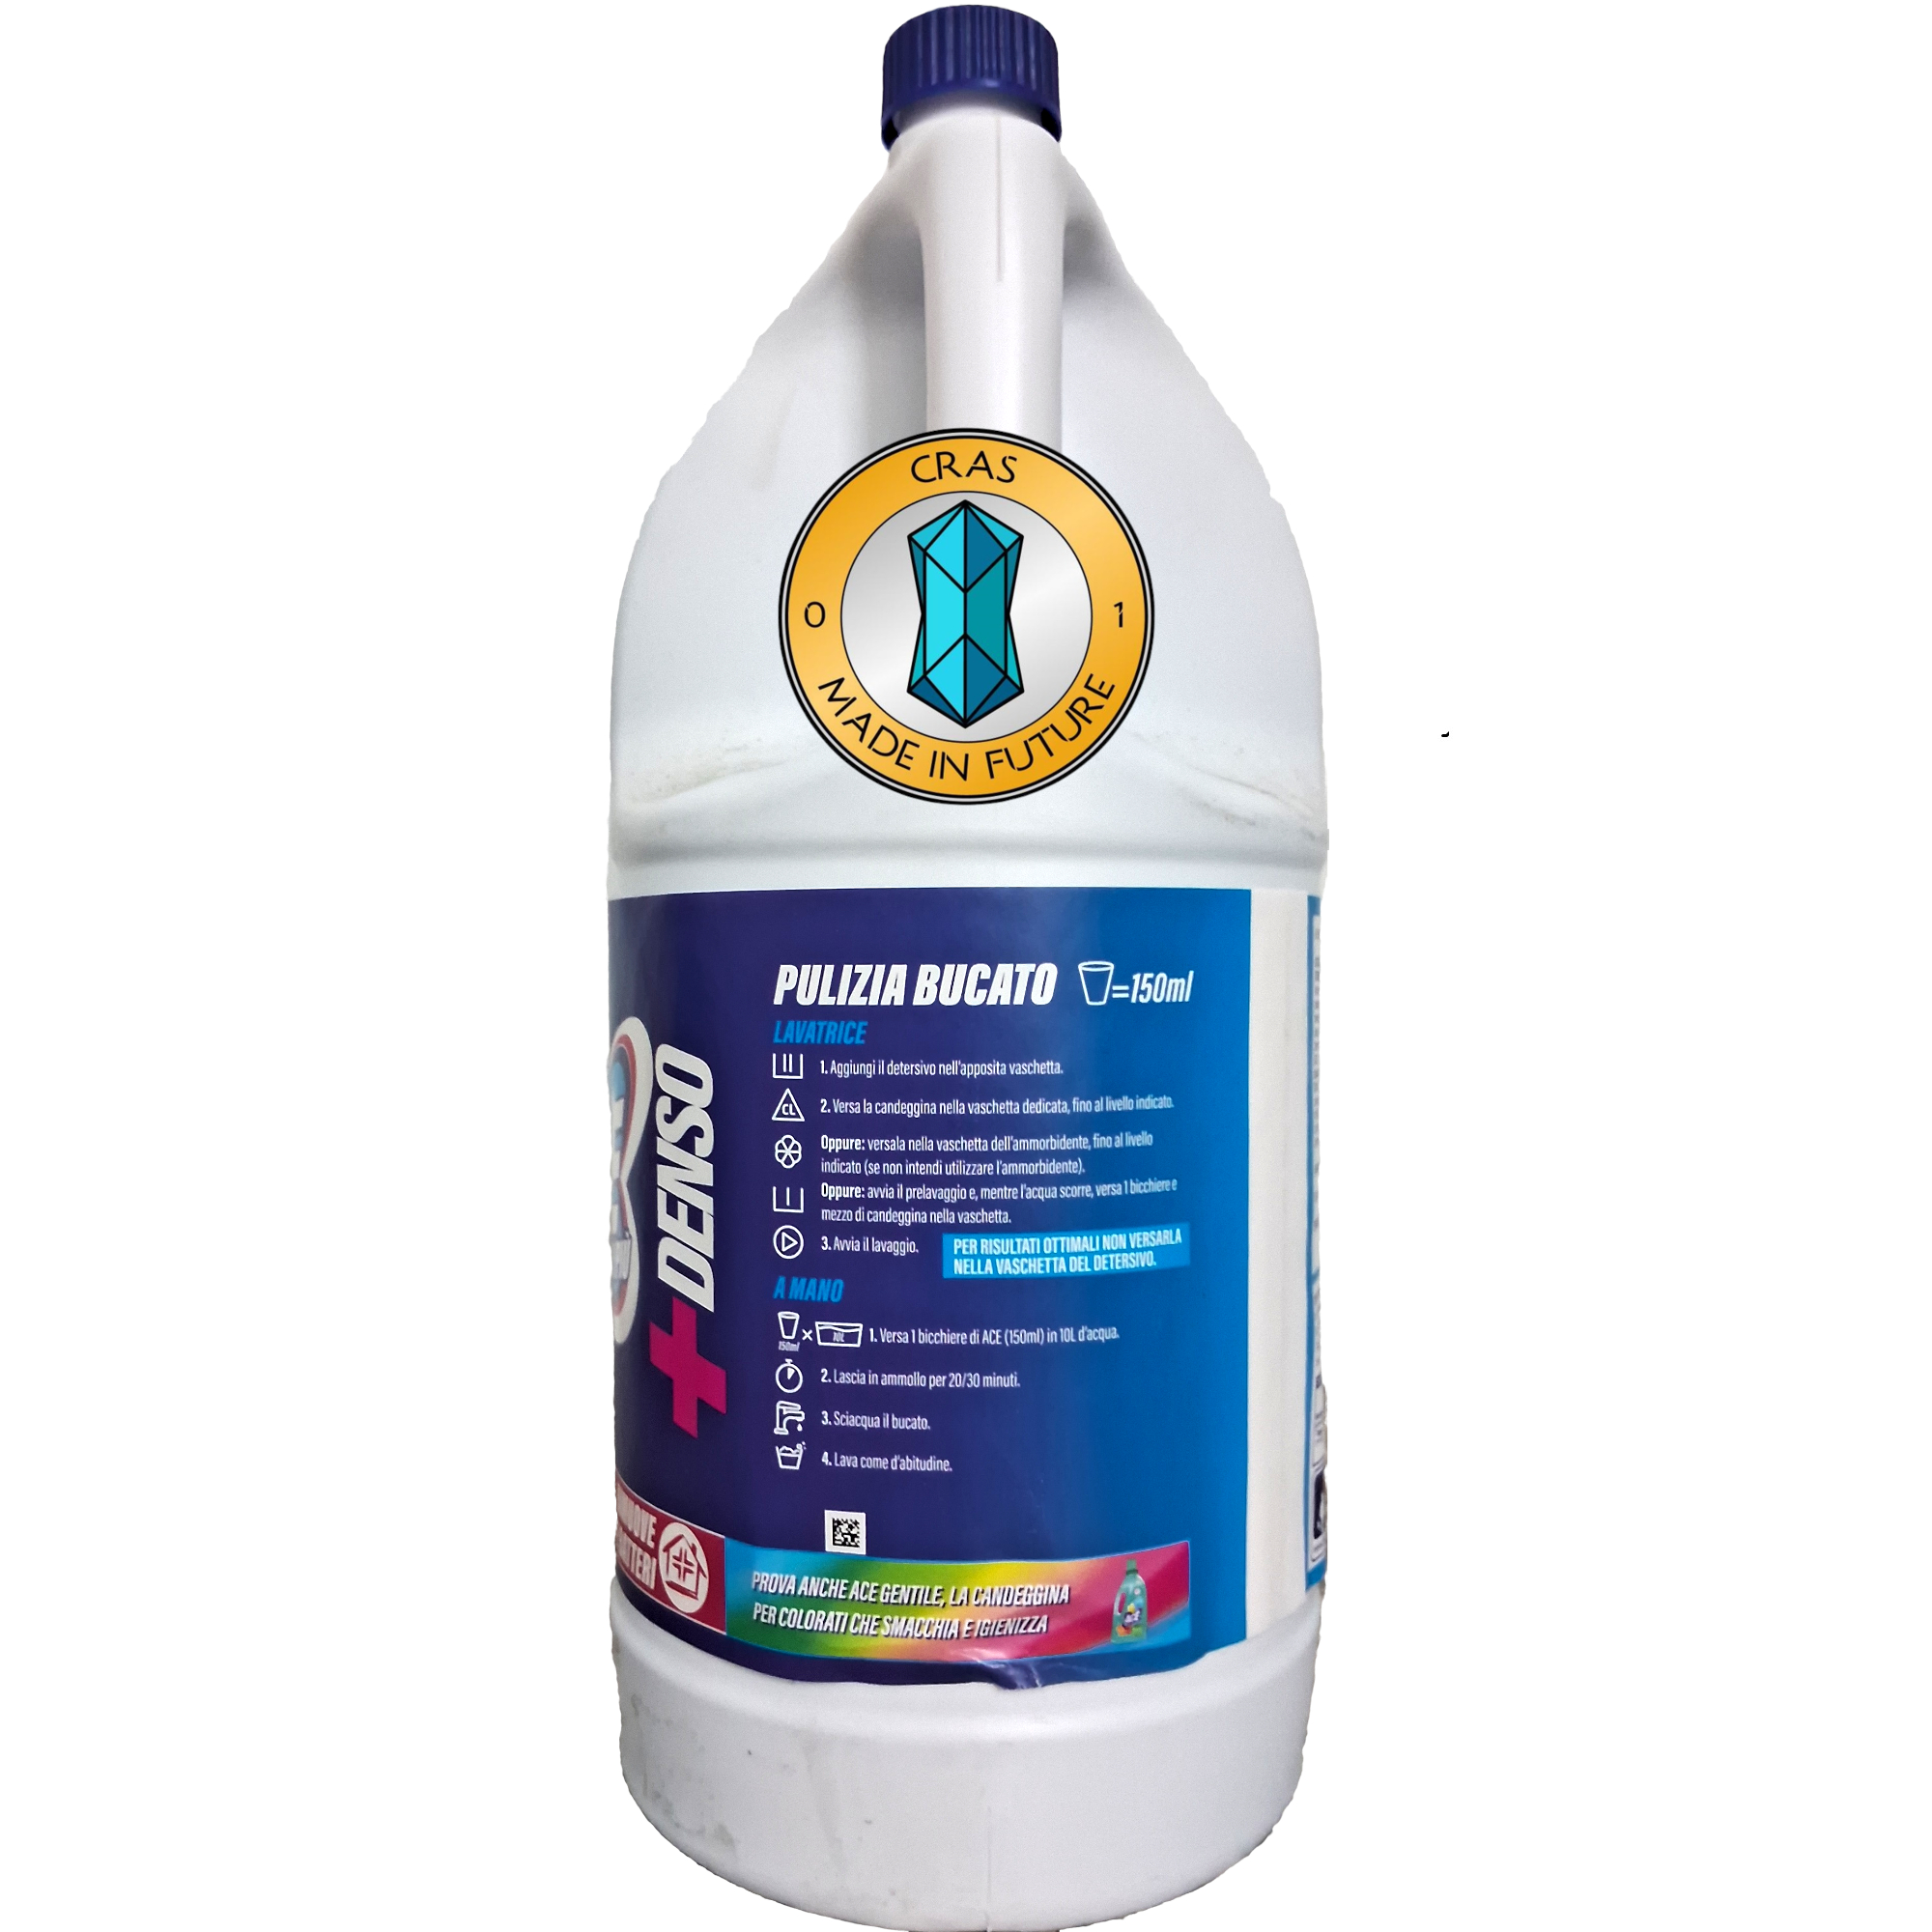 CRAS
0 1
MADE IN FUTURE
PULIZIA BUCATO =150ml
LAVATRICE
1. Aggiungi il detersivo nell'apposita vaschetta.
CL 2. Versa la candeggina nella vaschetta dedicata, fino al livello indicato.
Oppure: versala nella vaschetta dell'ammorbidente, fino al livello
indicato (se non intendi utilizzare l'ammorbidente).
Oppure: avvia il prelavaggio e, mentre l'acqua scorre, versa 1 bicchiere e
mezzo di candeggina nella vaschetta.
3. Avvia il lavaggio.
PER RISULTATI OTTIMALI NON VERSARLA
NELLA VASCHETTA DEL DETERSIVO.
A MANO
150ml x 10L 1. Versa 1 bicchiere di ACE (150ml) in 10L d'acqua.
2. Lascia in ammollo per 20/30 minuti.
3. Sciacqua il bucato.
4. Lava come d'abitudine.
+DENSO
PROVA ANCHE ACE GENTILE, LA CANDEGGINA
PER COLORATI CHE SMACCHIA E IGIENIZZA
ACE